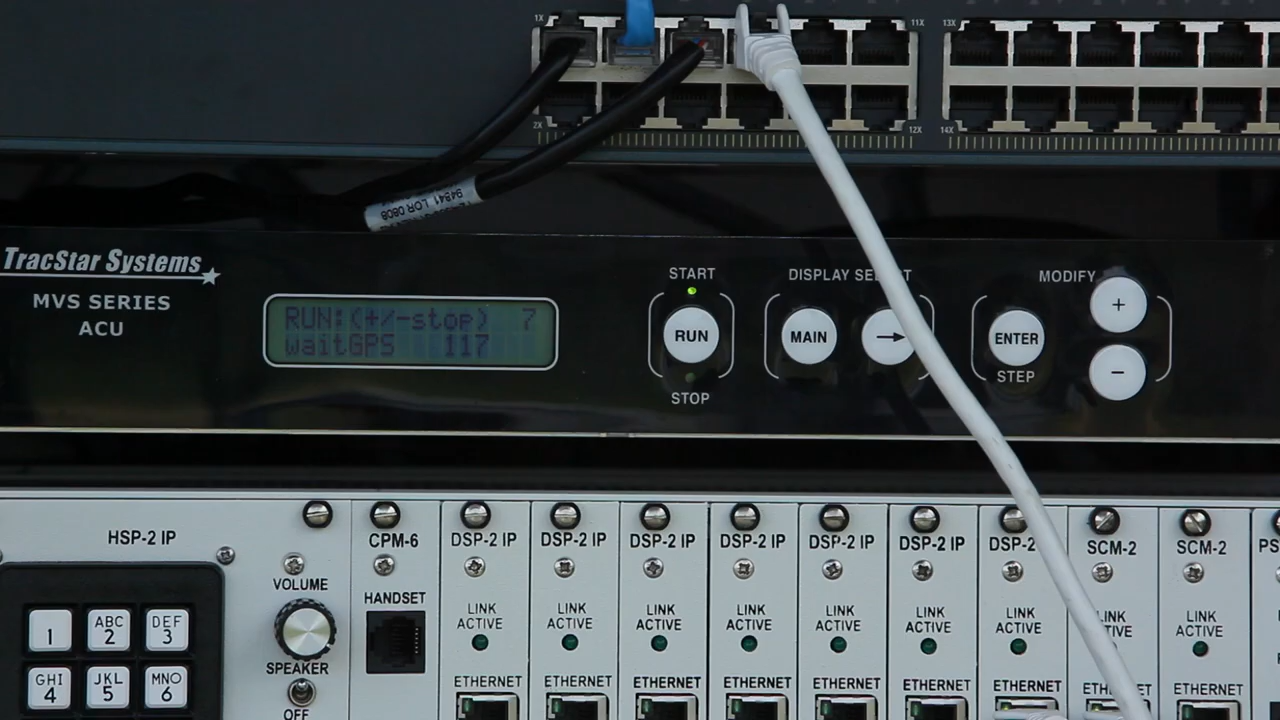 1X
11X
13X
2X
12X
14X
94841 LOR 0808
TracStar Systems
MVS SERIES
ACU
RUN:(+/-stop) 7
waitGPS 117
START
RUN
STOP
DISPLAY SELECT
MAIN
MODIFY
ENTER
STEP
+
-
HSP-2 IP
VOLUME
SPEAKER
OFF
1
ABC
2
DEF
3
GHI
4
JKL
5
MNO
6
CPM-6
HANDSET
DSP-2 IP
LINK
ACTIVE
ETHERNET
DSP-2 IP
LINK
ACTIVE
ETHERNET
DSP-2 IP
LINK
ACTIVE
ETHERNET
DSP-2 IP
LINK
ACTIVE
ETHERNET
DSP-2 IP
LINK
ACTIVE
ETHERNET
DSP-2 IP
LINK
ACTIVE
ETHERNET
DSP-2
LINK
ACTIVE
ETHERNET
SCM-2
SCM-2
LINK
ACTIVE
ETHERNET